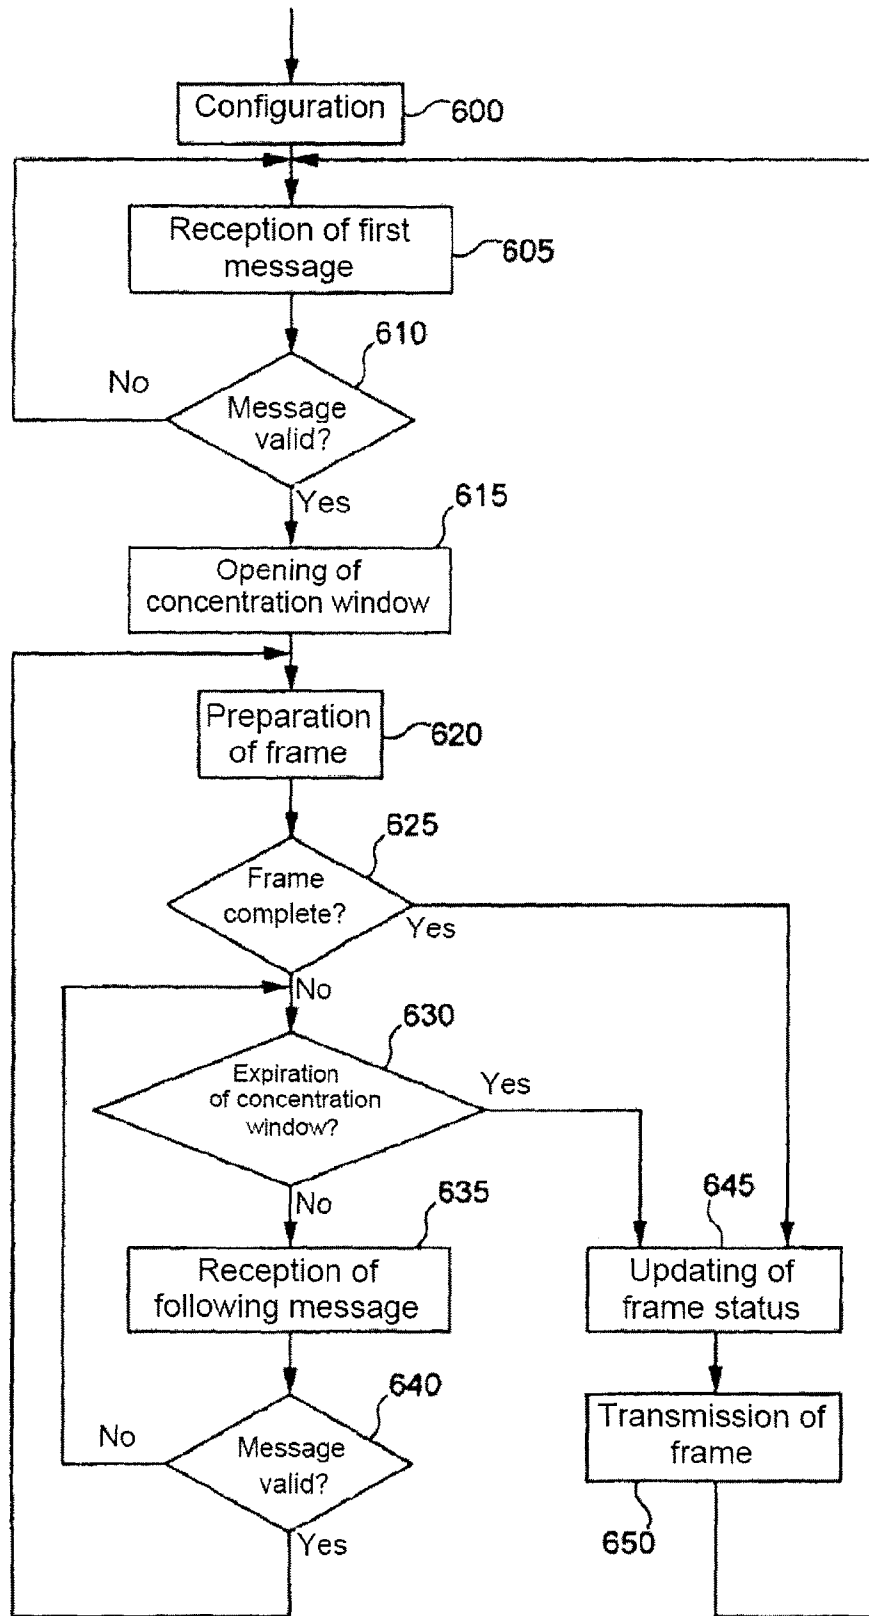 Configuration
600
Reception of first
message
605
610
No
Message
valid?
Yes
615
Opening of
concentration window
Preparation
of frame
620
625
Frame
complete?
Yes
No
630
Expiration
of concentration
window?
Yes
No
635
Reception of
following message
645
Updating of
frame status
640
No
Message
valid?
Yes
Transmission of
frame
650